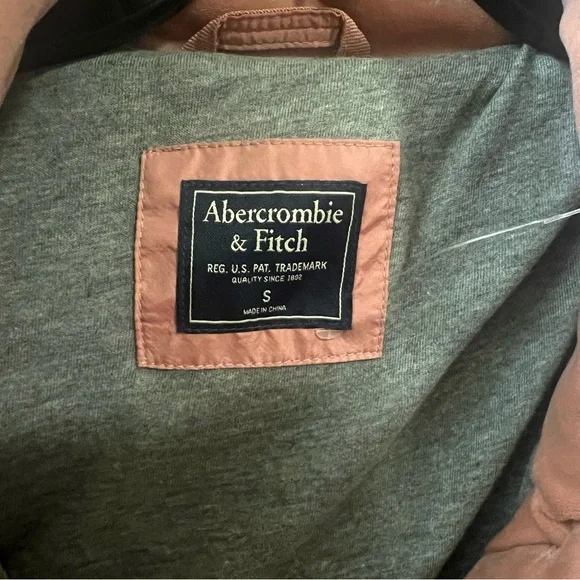 Abercrombie
& Fitch
REG. U.S. PAT. TRADEMARK
QUALITY SINCE 1892
S
MADE IN CHINA